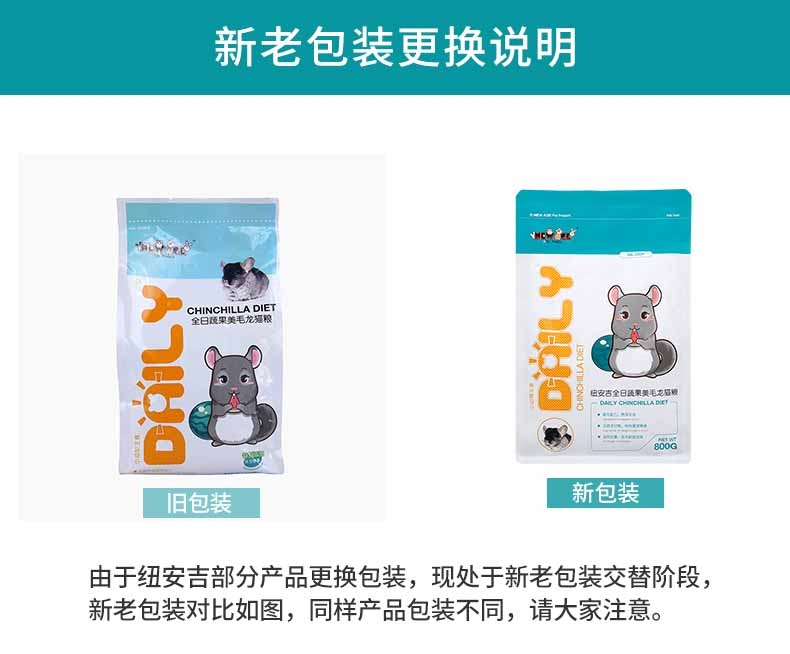 新老包装更换说明
DAILY
CHINCHILLA DIET
全日蔬果美毛龙猫粮
旧包装
DAILY
CHINCHILLA DIET
纽安吉全日蔬果美毛龙猫粮
DAILY CHINCHILLA DIET
NET WT
800G
新包装
由于纽安吉部分产品更换包装，现处于新老包装交替阶段，
新老包装对比如图，同样产品包装不同，请大家注意。